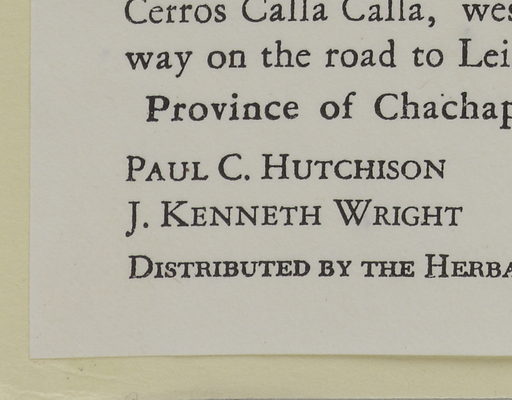 Cerros Calla Calla, wes
way on the road to Lei
Province of Chachap
PAUL C. HUTCHISON
J. KENNETH WRIGHT
DISTRIBUTED BY THE HERBA